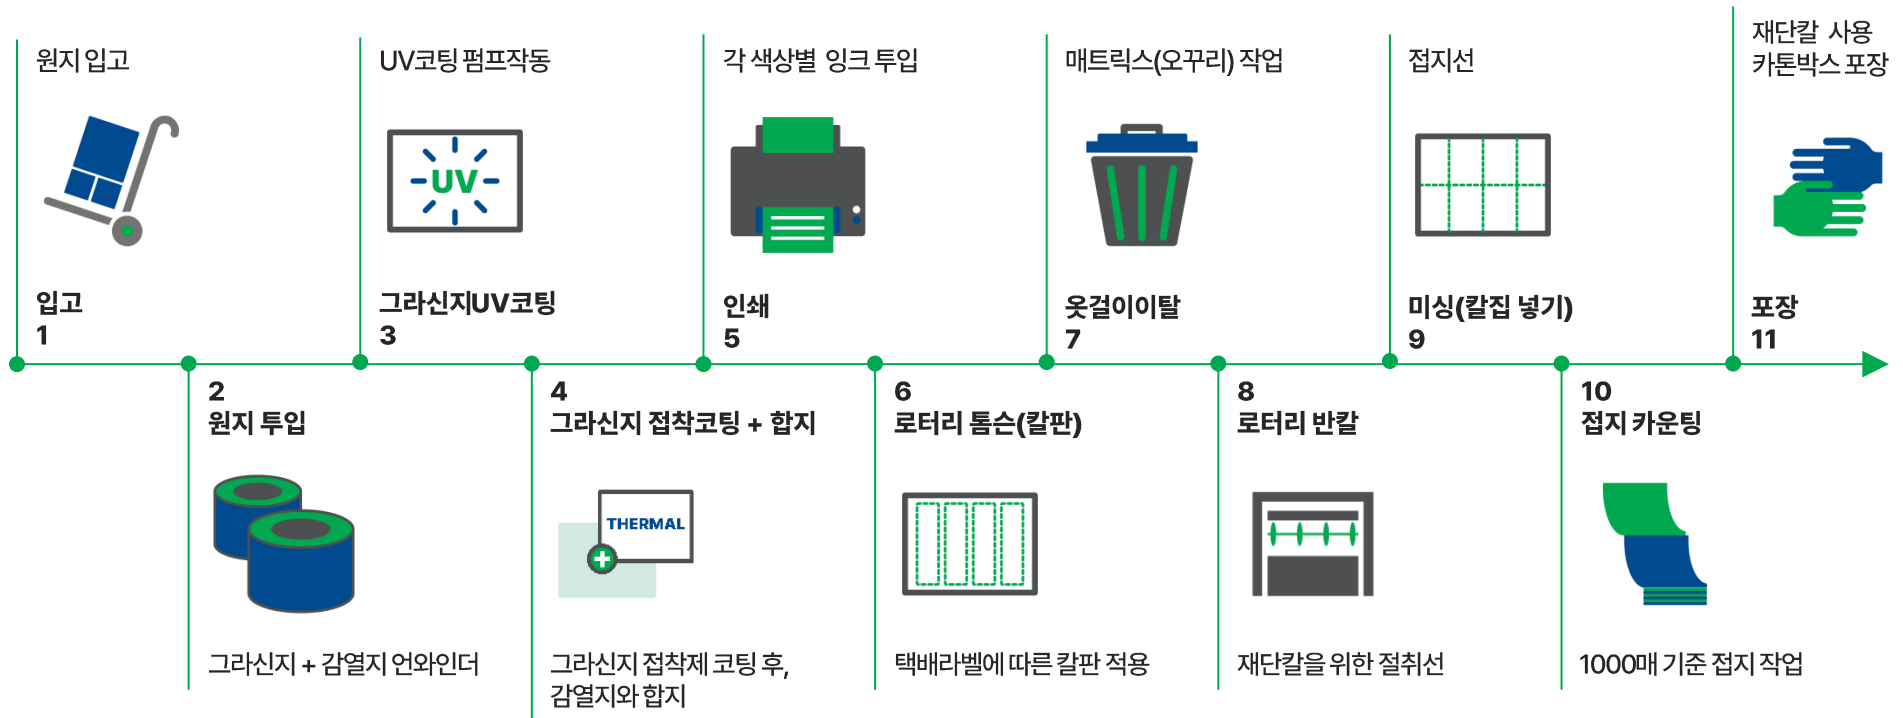 원지 입고
입고
1
2
원지 투입
그라신지 + 감열지 언와인더
UV코팅 펌프작동
UV
그라신지UV코팅
3
4
그라신지 접착코팅 + 합지
THERMAL
그라신지 접착제 코팅 후,
감열지와 합지
각 색상별 잉크 투입
인쇄
5
6
로터리 톰슨(칼판)
택배라벨에 따른 칼판 적용
매트릭스(오꾸리) 작업
옷걸이이탈
7
8
로터리 반칼
재단칼을 위한 절취선
접지선
미싱(칼집 넣기)
9
10
접지 카운팅
1000매 기준 접지 작업
재단칼 사용
카톤박스 포장
포장
11